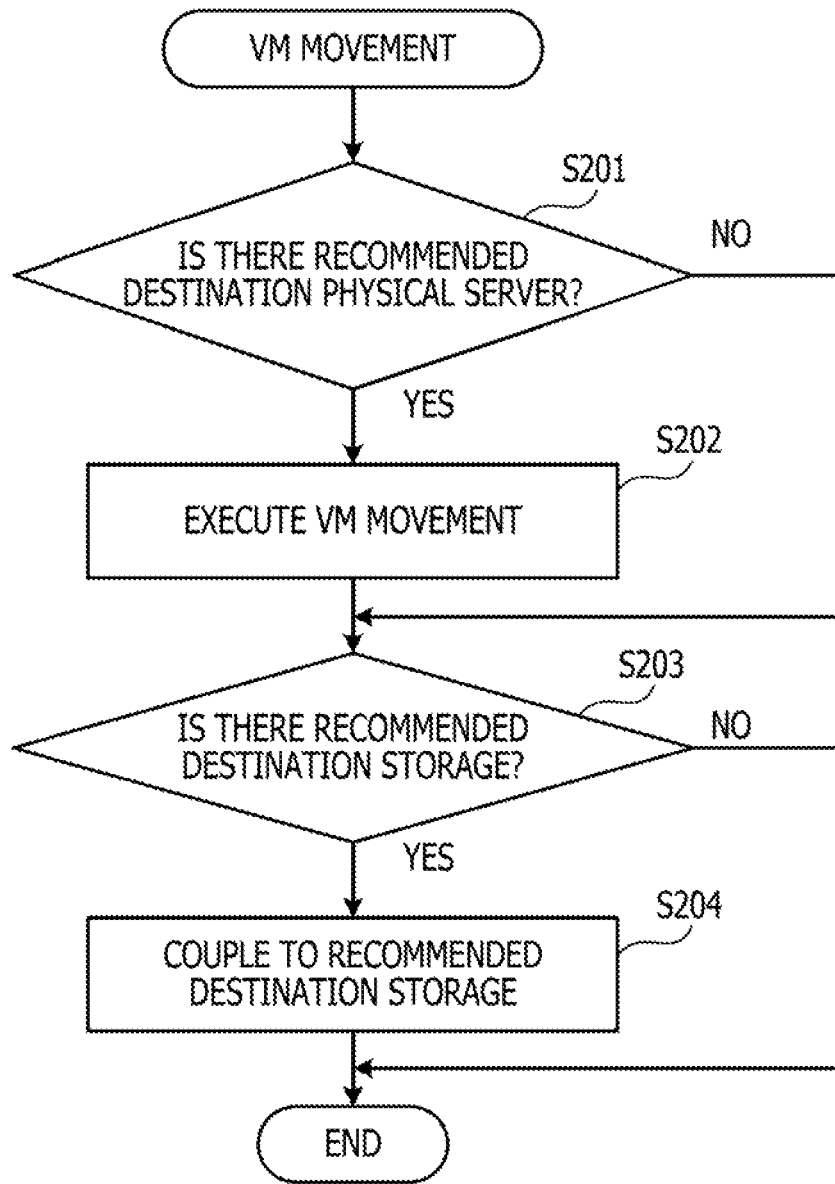 VM MOVEMENT
S201
NO
IS THERE RECOMMENDED
DESTINATION PHYSICAL SERVER?
YES
S202
EXECUTE VM MOVEMENT
S203
NO
IS THERE RECOMMENDED
DESTINATION STORAGE?
YES
S204
COUPLE TO RECOMMENDED
DESTINATION STORAGE
END